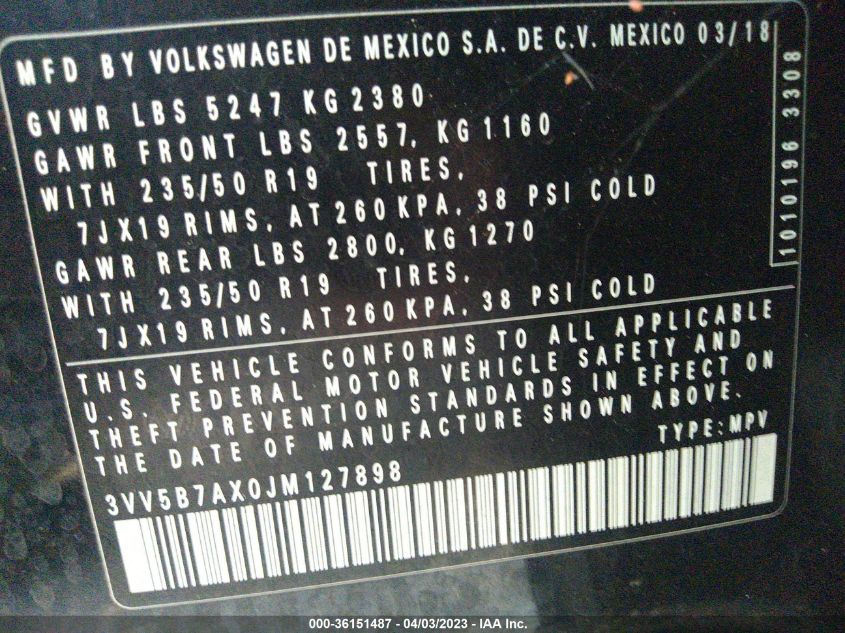 MFD BY VOLKSWAGEN DE MEXICO S.A. DE C.V. MEXICO 03/18
GVWR LBS 5247 KG 2380
GAWR FRONT LBS 2557, KG 1160
WITH 235/50 R19 TIRES,
7JX19 RIMS, AT 260 KPA, 38 PSI COLD
GAWR REAR LBS 2800, KG 1270
WITH 235/50 R19 TIRES,
7JX19 RIMS, AT 260 KPA, 38 PSI COLD
1010196 3308
THIS VEHICLE CONFORMS TO ALL APPLICABLE
U.S. FEDERAL MOTOR VEHICLE SAFETY AND
THEFT PREVENTION STANDARDS IN EFFECT ON
THE DATE OF MANUFACTURE SHOWN ABOVE.
TYPE:MPV
3VV5B7AX0JM127898
000-36151487 - 04/03/2023 - IAA Inc.